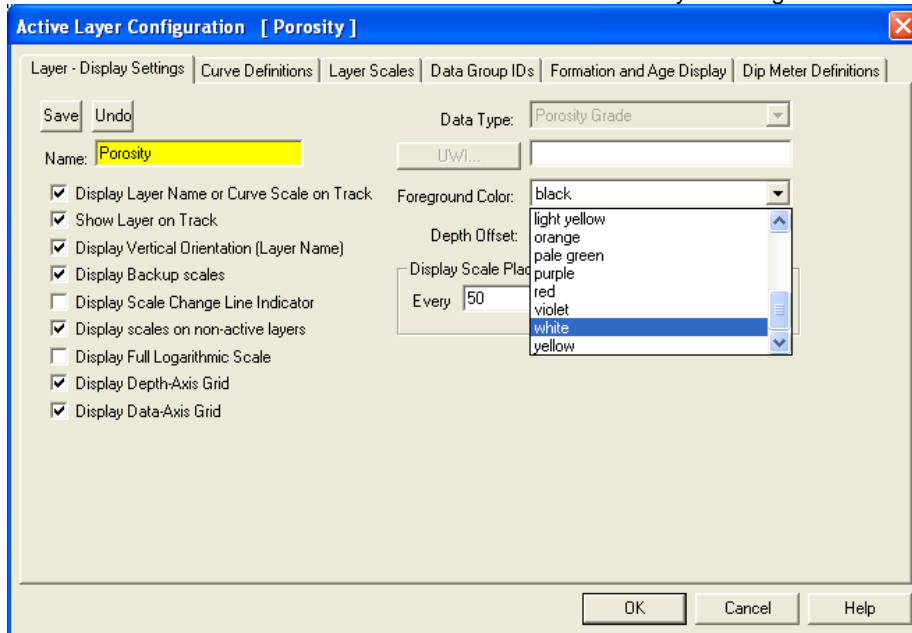 Active Layer Configuration [ Porosity ]
Layer - Display Settings Curve Definitions Layer Scales Data Group IDs Formation and Age Display Dip Meter Definitions
Save Undo
Data Type: Porosity Grade
Name: Porosity
UWI...
Display Layer Name or Curve Scale on Track
Foreground Color: black
Show Layer on Track
light yellow
orange
pale green
purple
red
violet
white
yellow
Display Vertical Orientation (Layer Name)
Depth Offset:
Display Backup scales
Display Scale Plac
Display Scale Change Line Indicator
Every 50
Display scales on non-active layers
Display Full Logarithmic Scale
Display Depth-Axis Grid
Display Data-Axis Grid
OK Cancel Help